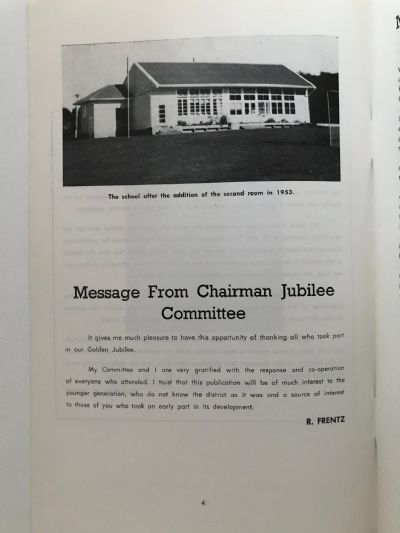 The school after the addition of the second room in 1953.
Message From Chairman Jubilee
Committee
It gives me much pleasure to have this opportunity of thanking all who took part
in our Golden Jubilee.
My Committee and I are very gratified with the response and co-operation
of everyone who attended. I trust that this publication will be of much interest to the
younger generation, who do not know the district as it was and a source of interest
to those of you who took an early part in its development.
R. FRENTZ
4